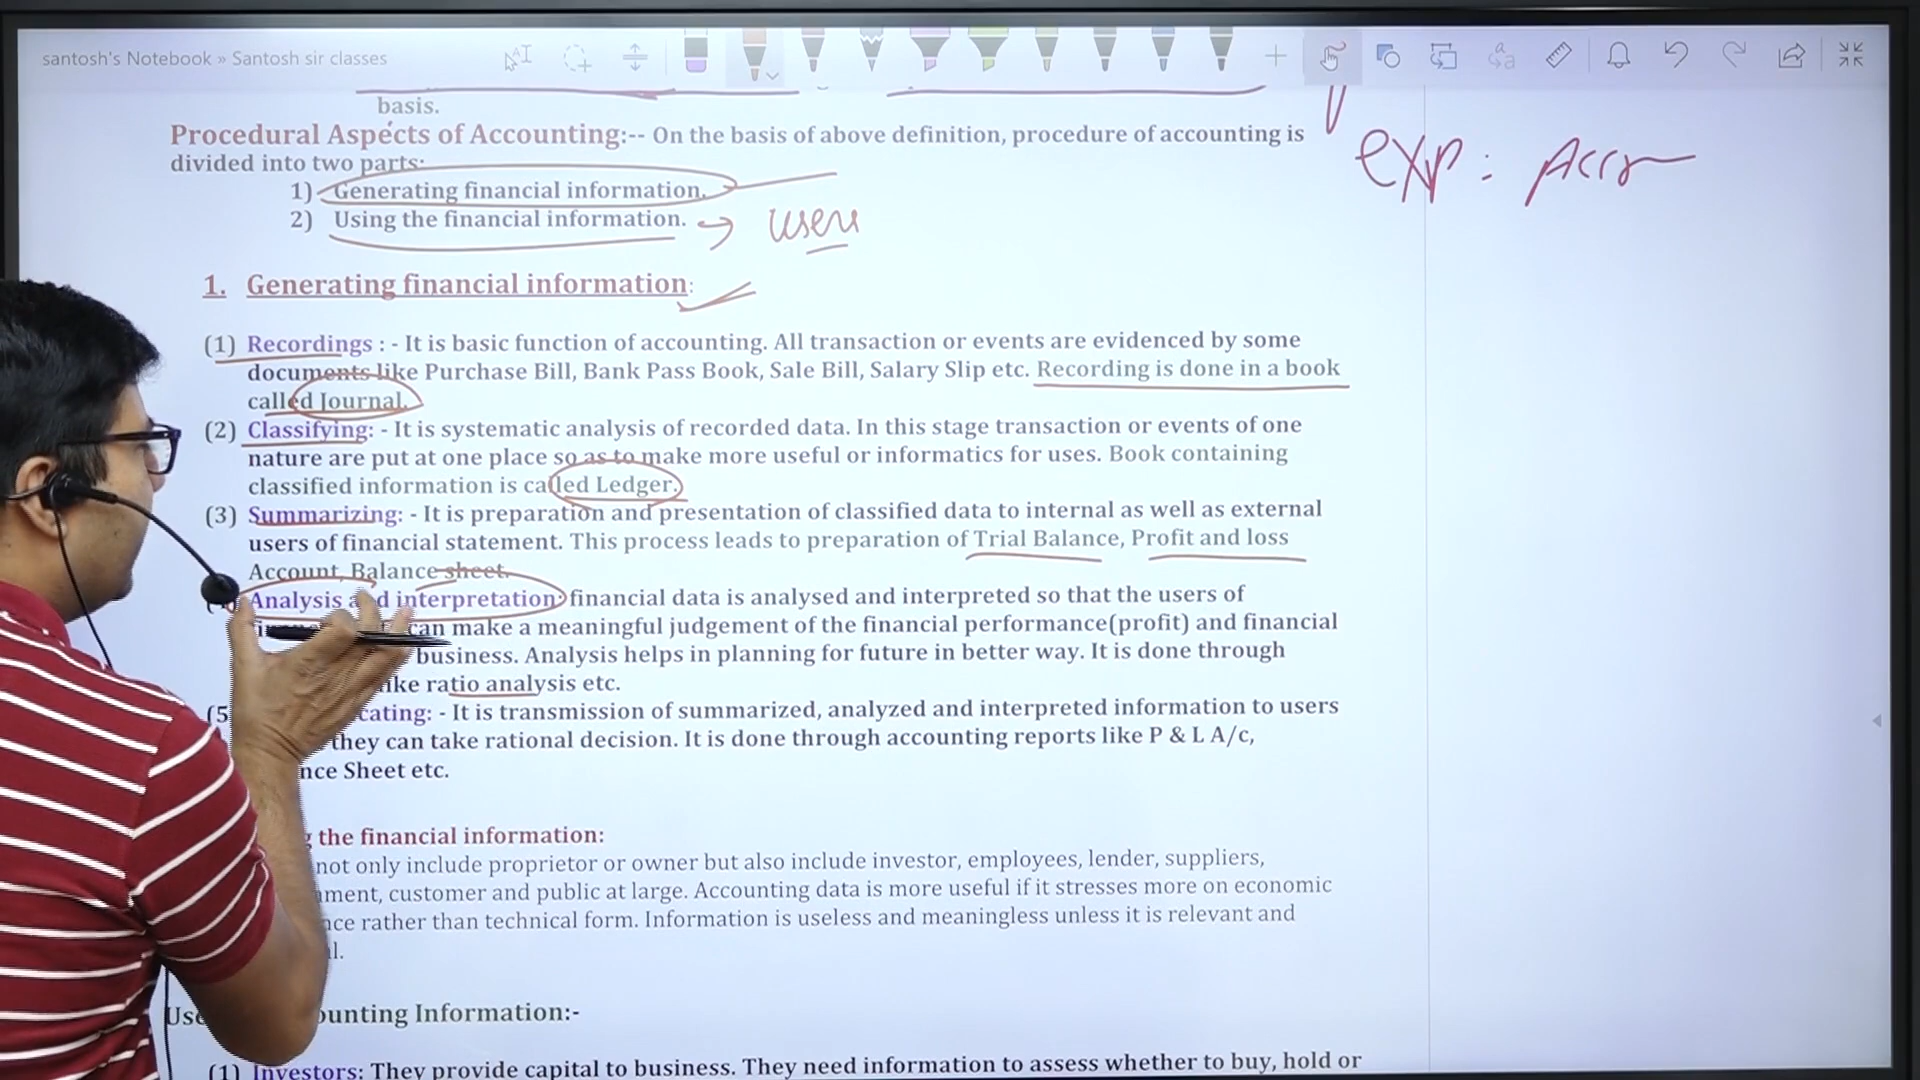 santosh's Notebook » Santosh sir classes
basis.
Procedural Aspects of Accounting:-- On the basis of above definition, procedure of accounting is
divided into two parts:
exp: Accr
1) Generating financial information.
2) Using the financial information. → users
1. Generating financial information:
(1) Recordings : - It is basic function of accounting. All transaction or events are evidenced by some
documents like Purchase Bill, Bank Pass Book, Sale Bill, Salary Slip etc. Recording is done in a book
called Journal.
(2) Classifying: - It is systematic analysis of recorded data. In this stage transaction or events of one
nature are put at one place so as to make more useful or informatics for uses. Book containing
classified information is called Ledger.
(3) Summarizing: - It is preparation and presentation of classified data to internal as well as external
users of financial statement. This process leads to preparation of Trial Balance, Profit and loss
Account, Balance sheet.
Analysis and interpretation: financial data is analysed and interpreted so that the users of
can make a meaningful judgement of the financial performance(profit) and financial
business. Analysis helps in planning for future in better way. It is done through
like ratio analysis etc.
(5 cating: - It is transmission of summarized, analyzed and interpreted information to users
they can take rational decision. It is done through accounting reports like P & L A/c,
nce Sheet etc.
the financial information:
not only include proprietor or owner but also include investor, employees, lender, suppliers,
nment, customer and public at large. Accounting data is more useful if it stresses more on economic
nce rather than technical form. Information is useless and meaningless unless it is relevant and
l.
Use ounting Information:-
(1) Investors: They provide capital to business. They need information to assess whether to buy, hold or